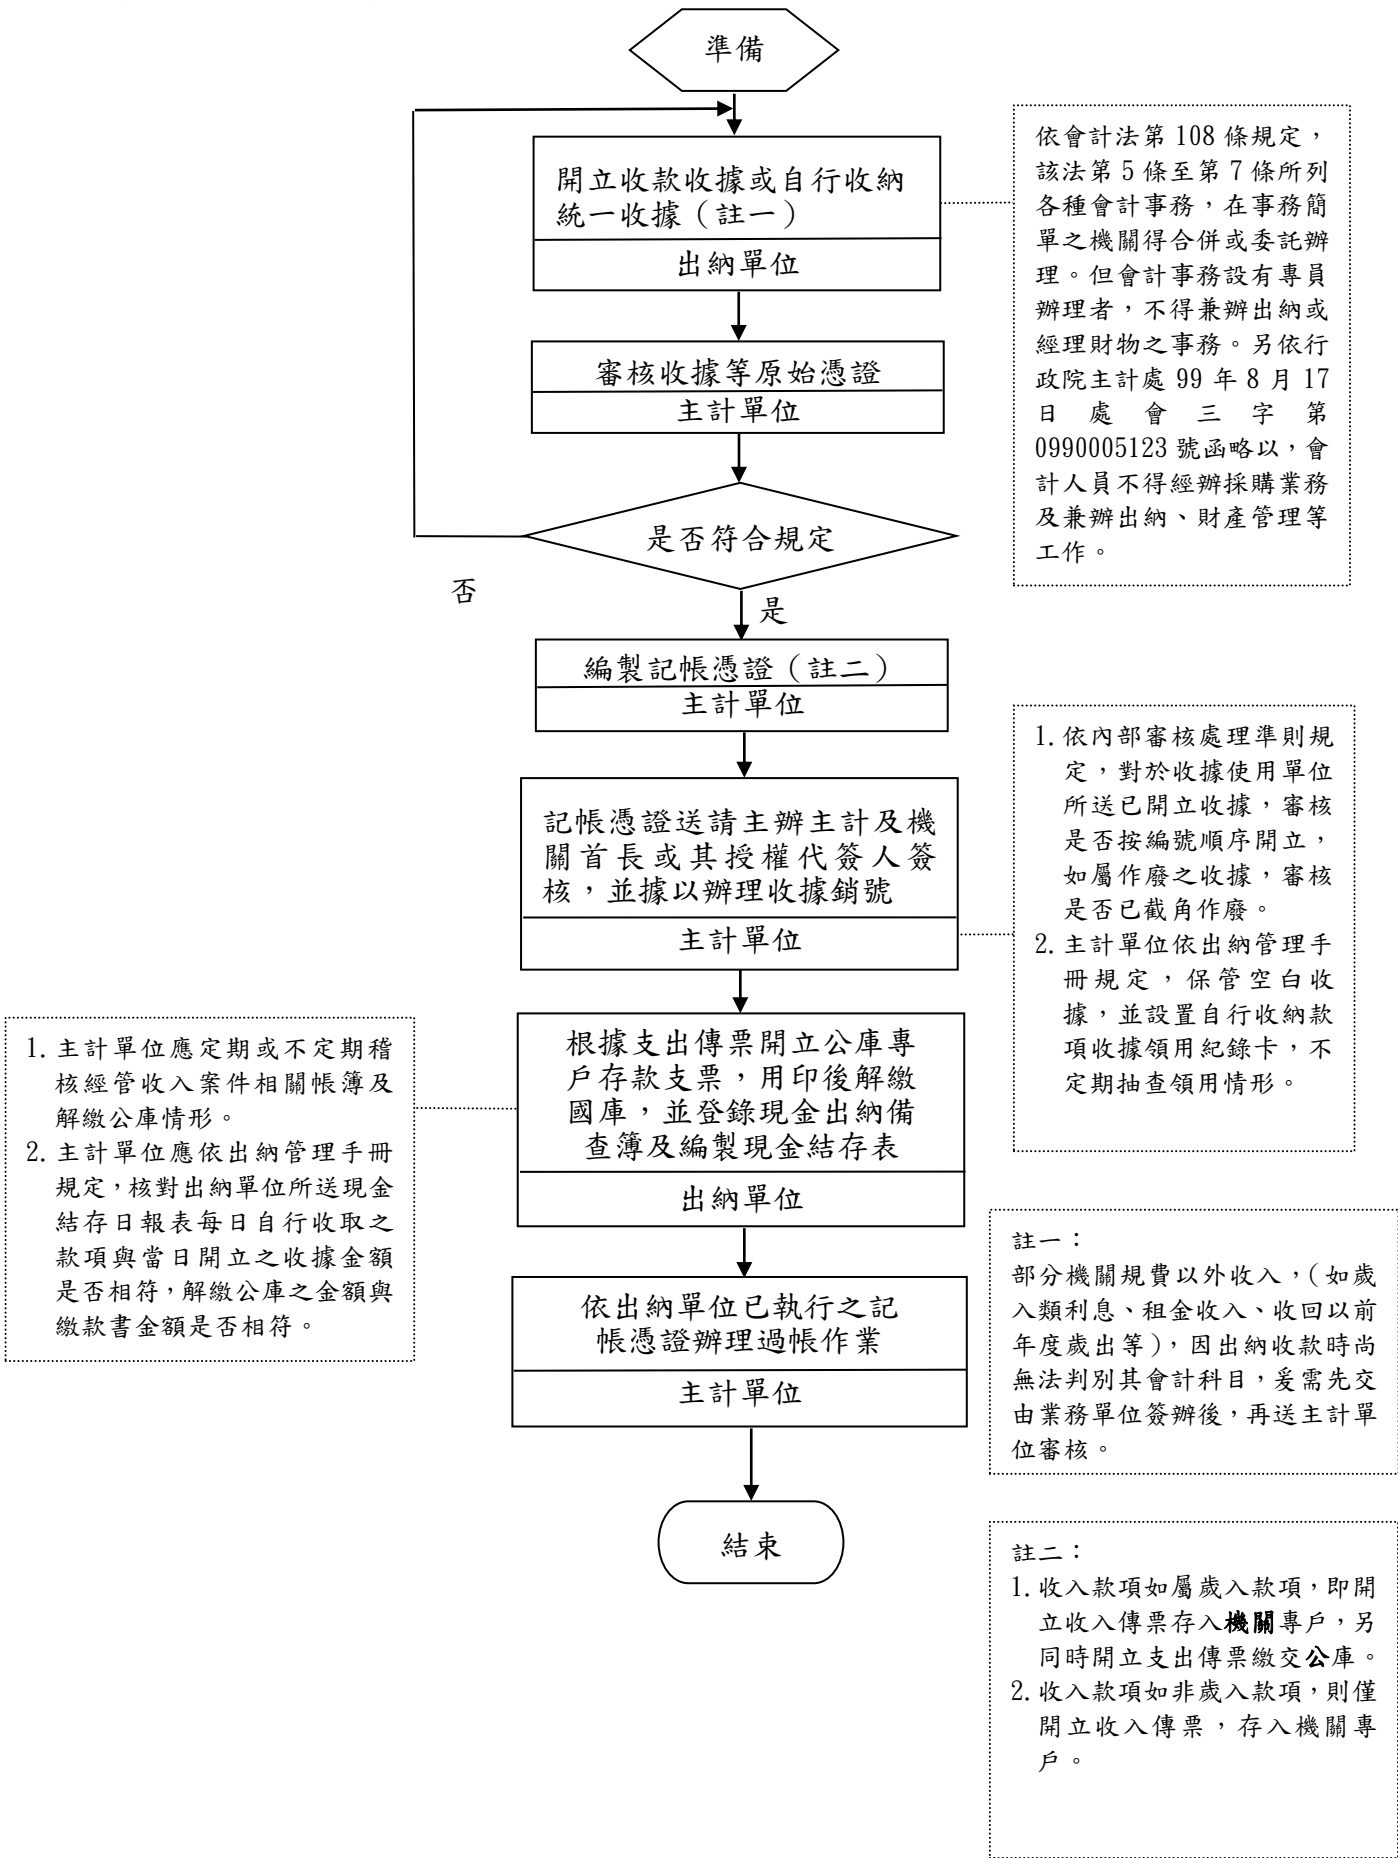 準備
開立收款收據或自行收納
統一收據（註一）
出納單位
依會計法第 108 條規定，
該法第 5 條至第 7 條所列
各種會計事務，在事務簡
單之機關得合併或委託辦
理。但會計事務設有專員
辦理者，不得兼辦出納或
經理財物之事務。另依行
政院主計處 99 年 8 月 17
日處會三字第
0990005123 號函略以，會
計人員不得經辦採購業務
及兼辦出納、財產管理等
工作。
審核收據等原始憑證
主計單位
是否符合規定
否
是
編製記帳憑證（註二）
主計單位
記帳憑證送請主辦主計及機
關首長或其授權代簽人簽
核，並據以辦理收據銷號
主計單位
1. 依內部審核處理準則規
定，對於收據使用單位
所送已開立收據，審核
是否按編號順序開立，
如屬作廢之收據，審核
是否已截角作廢。
2. 主計單位依出納管理手
冊規定，保管空白收
據，並設置自行收納款
項收據領用紀錄卡，不
定期抽查領用情形。
根據支出傳票開立公庫專
戶存款支票，用印後解繳
國庫，並登錄現金出納備
查簿及編製現金結存表
出納單位
1. 主計單位應定期或不定期稽
核經管收入案件相關帳簿及
解繳公庫情形。
2. 主計單位應依出納管理手冊
規定，核對出納單位所送現金
結存日報表每日自行收取之
款項與當日開立之收據金額
是否相符，解繳公庫之金額與
繳款書金額是否相符。
依出納單位已執行之記
帳憑證辦理過帳作業
主計單位
結束
註一：
部分機關規費以外收入，（如歲
入類利息、租金收入、收回以前
年度歲出等），因出納收款時尚
無法判別其會計科目，爰需先交
由業務單位簽辦後，再送主計單
位審核。
註二：
1. 收入款項如屬歲入款項，即開
立收入傳票存入機關專戶，另
同時開立支出傳票繳交公庫。
2. 收入款項如非歲入款項，則僅
開立收入傳票，存入機關專
戶。